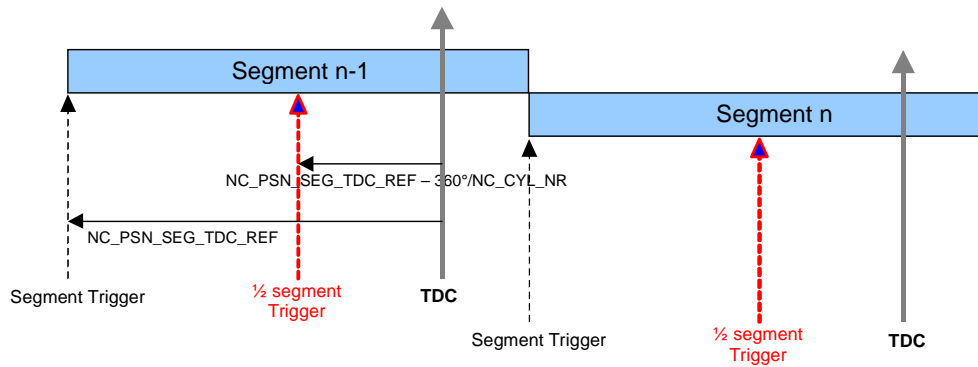 Segment n-1
Segment n
NC_PSN_SEG_TDC_REF – 360°/NC_CYL_NR
NC_PSN_SEG_TDC_REF
Segment Trigger
½ segment
Trigger
TDC
Segment Trigger
½ segment
Trigger
TDC